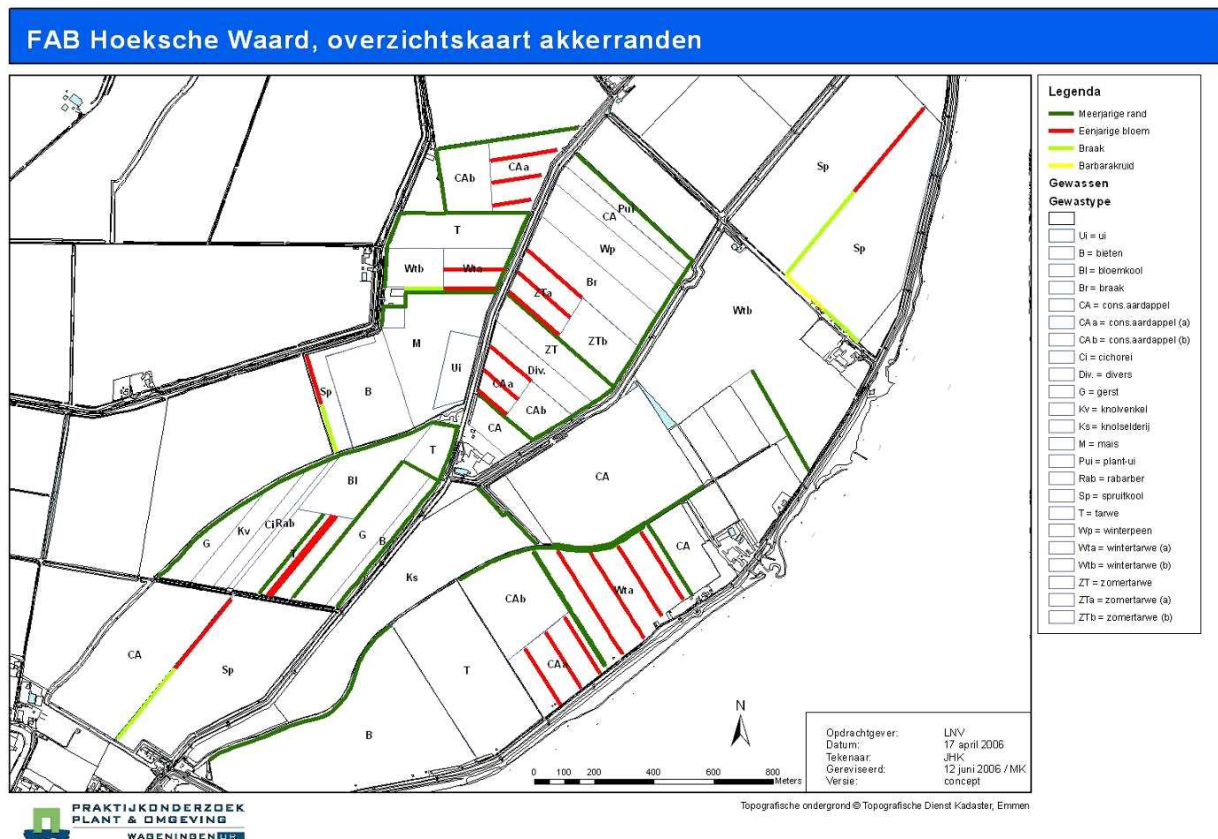 FAB Hoeksche Waard, overzichtskaart akkerranden
Legenda
Meerjarige rand
Eenjarige bloem
Braak
Barbarakruid
Gewassen
Gewastype
Ui = ui
B = bieten
Bl = bloemkool
Br = braak
CA = cons.aardappel
CAa = cons.aardappel (a)
CAb = cons.aardappel (b)
Ci = cichorei
Div. = divers
G = gerst
Kv = knolvenkel
Ks = knolselderij
M = mais
Pui = plant-ui
Rab = rabarber
Sp = spruitkool
T = tarwe
Wp = winterpeen
Wta = wintertarwe (a)
Wtb = wintertarwe (b)
ZT = zomertarwe
ZTa = zomertarwe (a)
ZTb = zomertarwe (b)
CAb
CAa
Sp
Pui
CA
T
Wp
Sp
Wtb
Wta
Br
ZTa
Wtb
M
ZTb
ZT
Ui
Div.
Sp
B
CAa
CAb
CA
T
Bl
CA
Kv
Ci
Rab
G
G
B
T
CA
Ks
CAb
Wta
CA
Sp
T
CAa
B
N
0 100 200 400 600 800
Meters
Opdrachtgever: LNV
Datum: 17 april 2006
Tekenaar: JHK
Gereviseerd: 12 juni 2006 / MK
Versie: concept
Topografische ondergrond © Topografische Dienst Kadaster, Emmen
PRAKTIJKONDERZOEK
PLANT & OMGEVING
WAGENINGEN UR